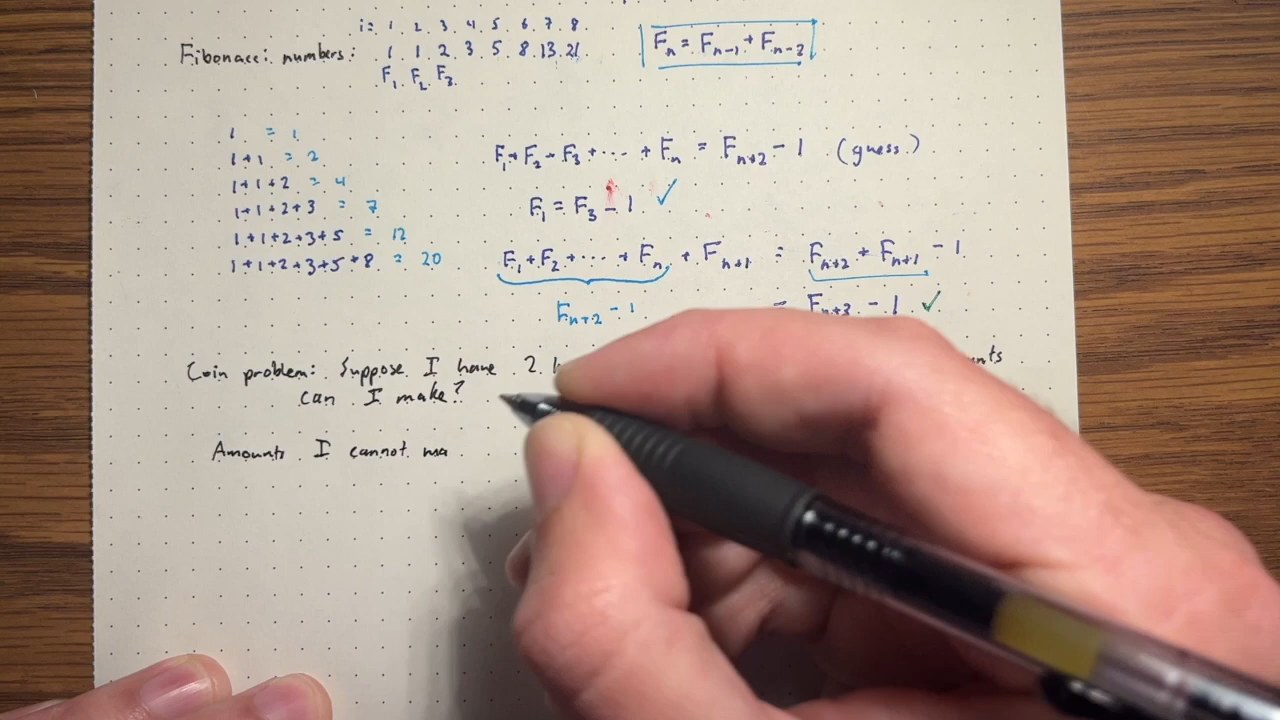 i= 1 2 3 4 5 6 7 8
Fibonacci numbers: 1 1 2 3 5 8 13 21
F₁ F₂ F₃
Fₙ = Fₙ₋₁ + Fₙ₋₂
1 = 1
1+1 = 2
1+1+2 = 4
1+1+2+3 = 7
1+1+2+3+5 = 12
1+1+2+3+5+8 = 20
F₁+F₂+F₃+⋯+Fₙ = Fₙ₊₂ - 1 (guess)
F₁ = F₃ - 1 ✓
F₁+F₂+⋯+Fₙ + Fₙ₊₁ = Fₙ₊₂ + Fₙ₊₁ - 1
Fₙ₊₂ - 1 = Fₙ₊₃ - 1 ✓
Coin problem: Suppose I have 2
can I make?
Amounts I cannot ma